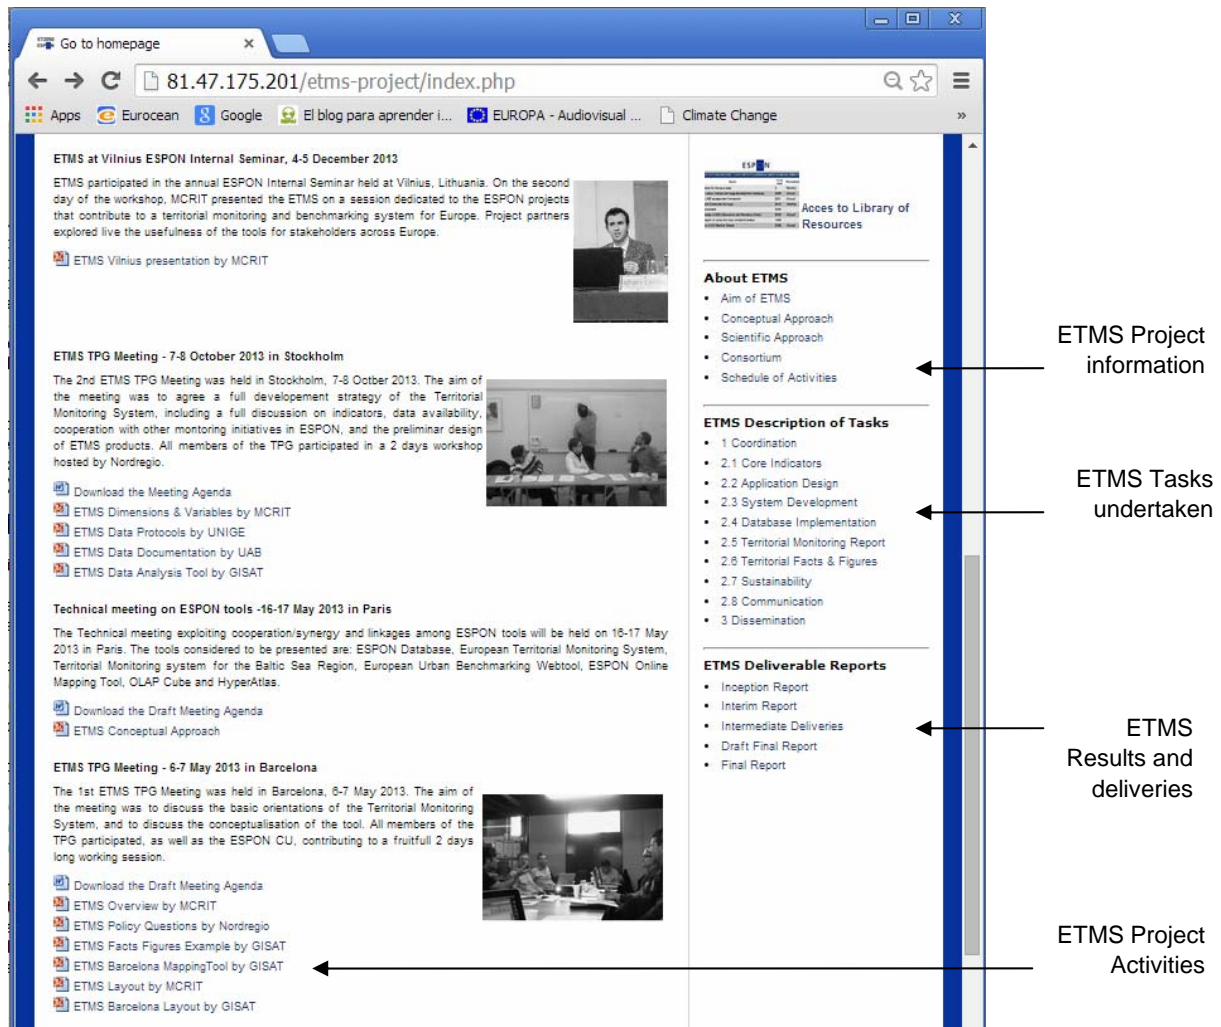 Go to homepage
81.47.175.201/etms-project/index.php
Apps Eurocean Google El blog para aprender i... EUROPA - Audiovisual ... Climate Change »
ETMS at Vilnius ESPON Internal Seminar, 4-5 December 2013
ETMS participated in the annual ESPON Internal Seminar held at Vilnius, Lithuania. On the second
day of the workshop, MCRIT presented the ETMS on a session dedicated to the ESPON projects
that contribute to a territorial monitoring and benchmarking system for Europe. Project partners
explored live the usefulness of the tools for stakeholders across Europe.
ETMS Vilnius presentation by MCRIT
ETMS TPG Meeting - 7-8 October 2013 in Stockholm
The 2nd ETMS TPG Meeting was held in Stockholm, 7-8 Octber 2013. The aim of
the meeting was to agree a full developement strategy of the Territorial
Monitoring System, including a full discussion on indicators, data availability,
cooperation with other montoring initiatives in ESPON, and the preliminar design
of ETMS products. All members of the TPG participated in a 2 days workshop
hosted by Nordregio.
Download the Meeting Agenda
ETMS Dimensions & Variables by MCRIT
ETMS Data Protocols by UNIGE
ETMS Data Documentation by UAB
ETMS Data Analysis Tool by GISAT
Technical meeting on ESPON tools -16-17 May 2013 in Paris
The Technical meeting exploiting cooperation/synergy and linkages among ESPON tools will be held on 16-17 May
2013 in Paris. The tools considered to be presented are: ESPON Database, European Territorial Monitoring System,
Territorial Monitoring system for the Baltic Sea Region, European Urban Benchmarking Webtool, ESPON Online
Mapping Tool, OLAP Cube and HyperAtlas.
Download the Draft Meeting Agenda
ETMS Conceptual Approach
ETMS TPG Meeting - 6-7 May 2013 in Barcelona
The 1st ETMS TPG Meeting was held in Barcelona, 6-7 May 2013. The aim of
the meeting was to discuss the basic orientations of the Territorial Monitoring
System, and to discuss the conceptualisation of the tool. All members of the
TPG participated, as well as the ESPON CU, contributing to a fruitfull 2 days
long working session.
Download the Draft Meeting Agenda
ETMS Overview by MCRIT
ETMS Policy Questions by Nordregio
ETMS Facts Figures Example by GISAT
ETMS Barcelona MappingTool by GISAT
ETMS Layout by MCRIT
ETMS Barcelona Layout by GISAT
ESPON
Acces to Library of
Resources
About ETMS
• Aim of ETMS
• Conceptual Approach
• Scientific Approach
• Consortium
• Schedule of Activities
ETMS Description of Tasks
• 1 Coordination
• 2.1 Core Indicators
• 2.2 Application Design
• 2.3 System Development
• 2.4 Database Implementation
• 2.5 Territorial Monitoring Report
• 2.6 Territorial Facts & Figures
• 2.7 Sustainability
• 2.8 Communication
• 3 Dissemination
ETMS Deliverable Reports
• Inception Report
• Interim Report
• Intermediate Deliveries
• Draft Final Report
• Final Report
ETMS Project
information
ETMS Tasks
undertaken
ETMS
Results and
deliveries
ETMS Project
Activities